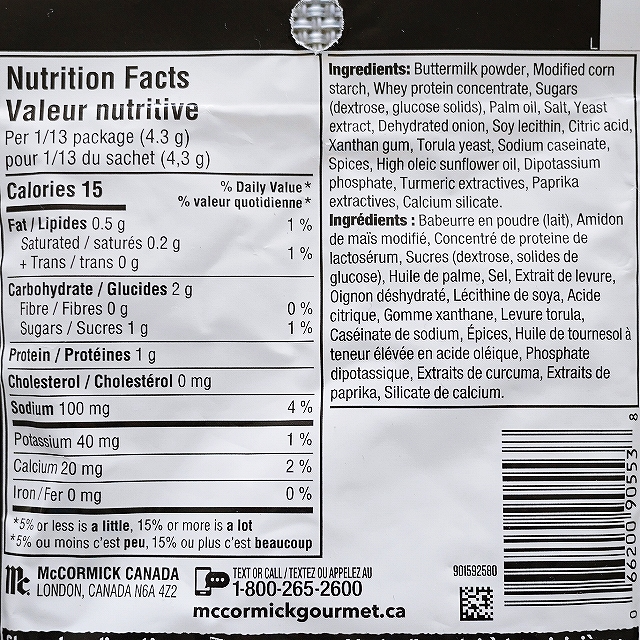 Nutrition Facts
Valeur nutritive
Per 1/13 package (4.3 g)
pour 1/13 du sachet (4,3 g)
Calories 15
% Daily Value*
% valeur quotidienne*
Fat / Lipides 0.5 g 1 %
Saturated / saturés 0.2 g
+ Trans / trans 0 g
1 %
Carbohydrate / Glucides 2 g
Fibre / Fibres 0 g 0 %
Sugars / Sucres 1 g 1 %
Protein / Protéines 1 g
Cholesterol / Cholestérol 0 mg
Sodium 100 mg 4 %
Potassium 40 mg 1 %
Calcium 20 mg 2 %
Iron / Fer 0 mg 0 %
*5% or less is a little, 15% or more is a lot
*5% ou moins c'est peu, 15% ou plus c'est beaucoup
Ingredients: Buttermilk powder, Modified corn
starch, Whey protein concentrate, Sugars
(dextrose, glucose solids), Palm oil, Salt, Yeast
extract, Dehydrated onion, Soy lecithin, Citric acid,
Xanthan gum, Torula yeast, Sodium caseinate,
Spices, High oleic sunflower oil, Dipotassium
phosphate, Turmeric extractives, Paprika
extractives, Calcium silicate.
Ingrédients : Babeurre en poudre (lait), Amidon
de maïs modifié, Concentré de proteine de
lactosérum, Sucres (dextrose, solides de
glucose), Huile de palme, Sel, Extrait de levure,
Oignon déshydraté, Lécithine de soya, Acide
citrique, Gomme xanthane, Levure torula,
Caséinate de sodium, Épices, Huile de tournesol à
teneur élévée en acide oléique, Phosphate
dipotassique, Extraits de curcuma, Extraits de
paprika, Silicate de calcium.
Mc McCORMICK CANADA
LONDON, CANADA N6A 4Z2
TEXT OR CALL / TEXTEZ OU APPELEZ AU
1-800-265-2600
mccormickgourmet.ca
901592580
0 66200 90553 8